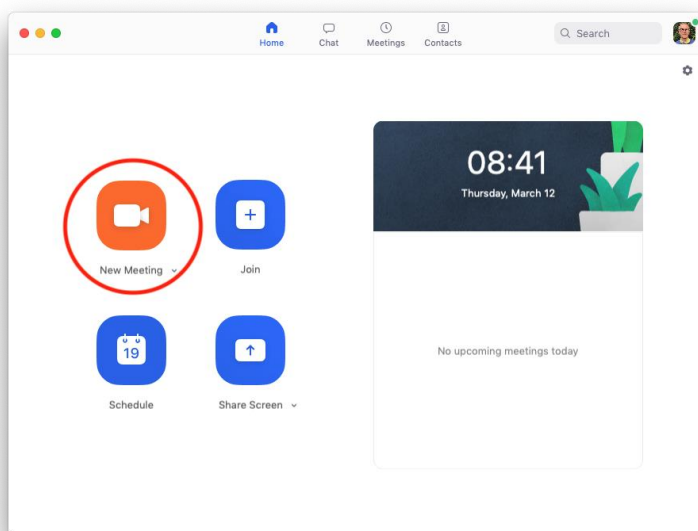 Home
Chat
Meetings
Contacts
Search
08:41
Thursday, March 12
New Meeting
Join
19
Schedule
Share Screen
No upcoming meetings today